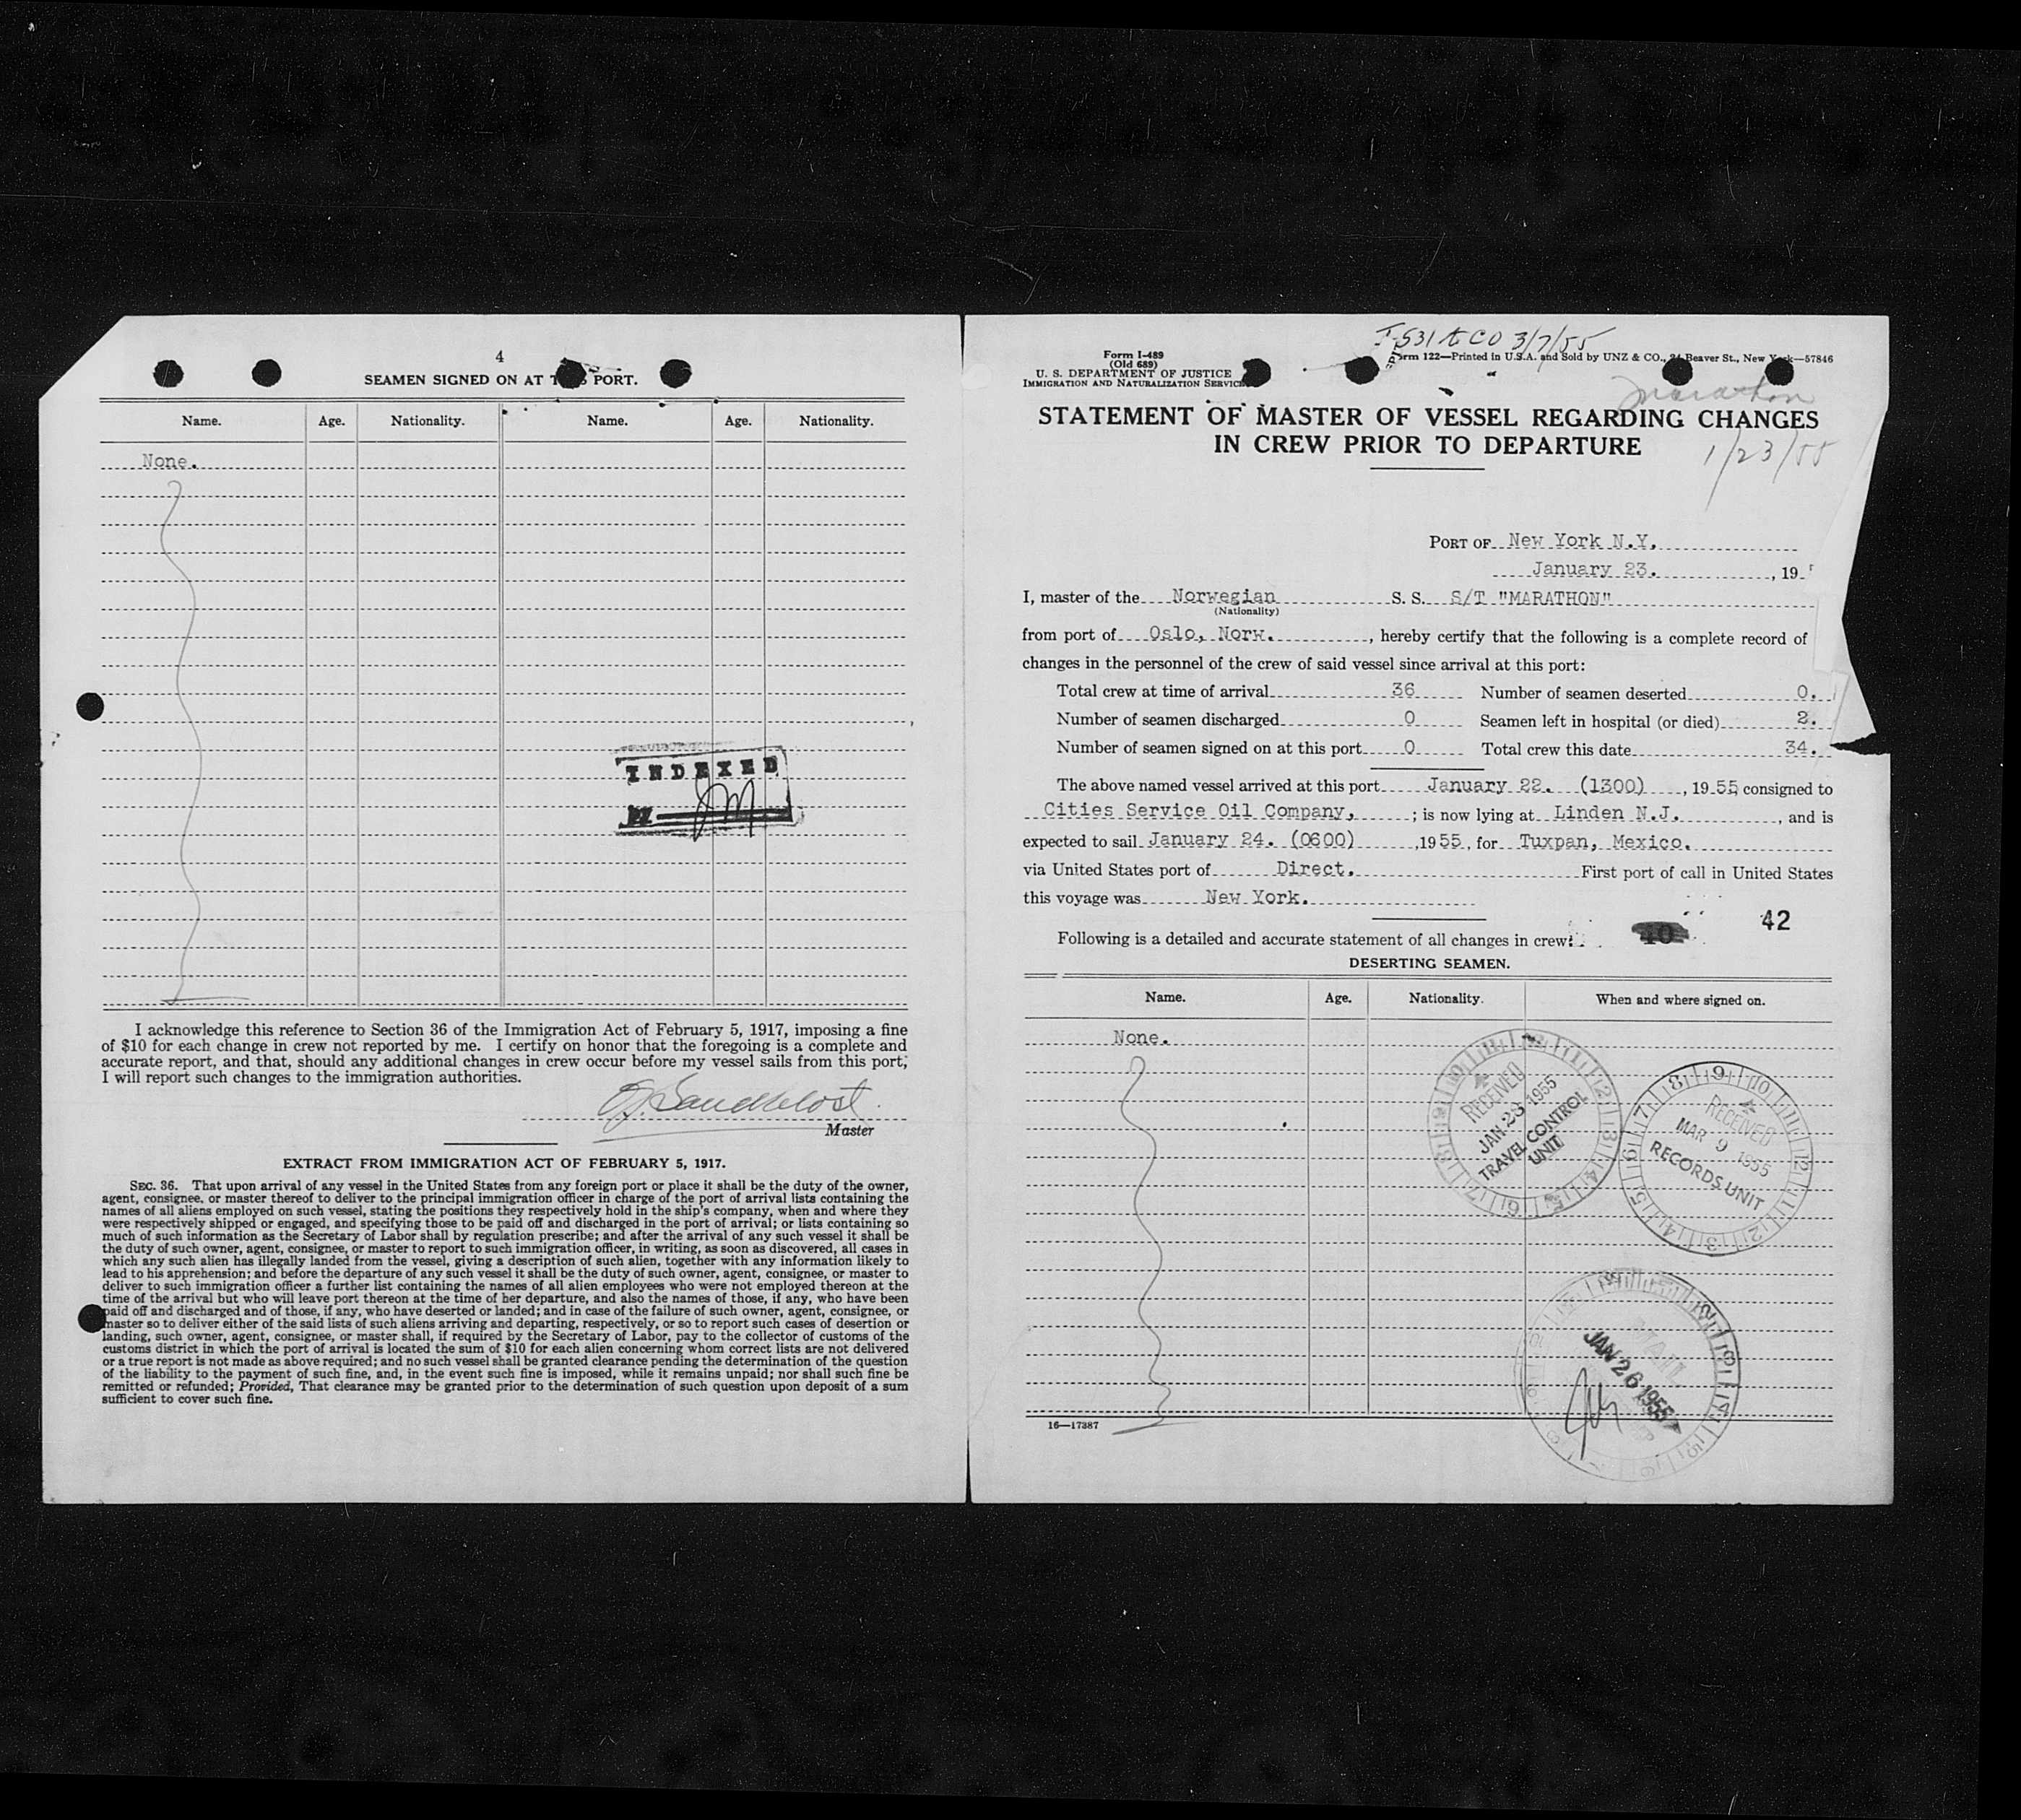 4
SEAMEN SIGNED ON AT PORT.
Name. Age. Nationality. Name. Age. Nationality.
None.
INDEXED
I acknowledge this reference to Section 36 of the Immigration Act of February 5, 1917, imposing a fine
of $10 for each change in crew not reported by me. I certify on honor that the foregoing is a complete and
accurate report, and that, should any additional changes in crew occur before my vessel sails from this port,
I will report such changes to the immigration authorities.
Master
EXTRACT FROM IMMIGRATION ACT OF FEBRUARY 5, 1917.
SEC. 36. That upon arrival of any vessel in the United States from any foreign port or place it shall be the duty of the owner,
agent, consignee, or master thereof to deliver to the principal immigration officer in charge of the port of arrival lists containing the
names of all aliens employed on such vessel, stating the positions they respectively hold in the ship's company, when and where they
were respectively shipped or engaged, and specifying those to be paid off and discharged in the port of arrival; or lists containing so
much of such information as the Secretary of Labor shall by regulation prescribe; and after the arrival of any such vessel it shall be
the duty of such owner, agent, consignee, or master to report to such immigration officer, in writing, as soon as discovered, all cases in
which any such alien has illegally landed from the vessel, giving a description of such alien, together with any information likely to
lead to his apprehension; and before the departure of any such vessel it shall be the duty of such owner, agent, consignee, or master to
deliver to such immigration officer a further list containing the names of all alien employees who were not employed thereon at the
time of the arrival but who will leave port thereon at the time of her departure, and also the names of those, if any, who have been
paid off and discharged and of those, if any, who have deserted or landed; and in case of the failure of such owner, agent, consignee, or
master so to deliver either of the said lists of such aliens arriving and departing, respectively, or so to report such cases of desertion or
landing, such owner, agent, consignee, or master shall, if required by the Secretary of Labor, pay to the collector of customs of the
customs district in which the port of arrival is located the sum of $10 for each alien concerning whom correct lists are not delivered
or a true report is not made as above required; and no such vessel shall be granted clearance pending the determination of the question
of the liability to the payment of such fine, and, in the event such fine is imposed, while it remains unpaid; nor shall such fine be
remitted or refunded; Provided, That clearance may be granted prior to the determination of such question upon deposit of a sum
sufficient to cover such fine.
I-531 to CO 3/7/55
Form I-489
(Old 689)
U. S. DEPARTMENT OF JUSTICE
IMMIGRATION AND NATURALIZATION SERVICE
Form 122—Printed in U.S.A. and Sold by UNZ & CO., 24 Beaver St., New York—57846
Marathon
STATEMENT OF MASTER OF VESSEL REGARDING CHANGES
IN CREW PRIOR TO DEPARTURE
1/23/55
PORT OF New York N.Y.
January 23. , 19
I, master of the Norwegian S. S. S/T "MARATHON"
(Nationality)
from port of Oslo, Norw. , hereby certify that the following is a complete record of
changes in the personnel of the crew of said vessel since arrival at this port:
Total crew at time of arrival 36 Number of seamen deserted 0.
Number of seamen discharged 0 Seamen left in hospital (or died) 2.
Number of seamen signed on at this port 0 Total crew this date 34.
The above named vessel arrived at this port January 22. (1300) , 1955 consigned to
Cities Service Oil Company, ; is now lying at Linden N.J. , and is
expected to sail January 24. (0600) ,1955, for Tuxpan, Mexico.
via United States port of Direct. First port of call in United States
this voyage was New York.
42
Following is a detailed and accurate statement of all changes in crew: 40
DESERTING SEAMEN.
Name. Age. Nationality. When and where signed on.
None.
RECEIVED
JAN 28 1955
TRAVEL CONTROL
UNIT
RECEIVED
MAR 9 1955
RECORDS UNIT
JAN 26 1955
16—17387